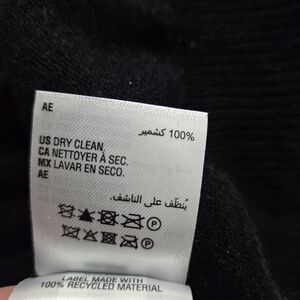 AE
100% كشمير
US DRY CLEAN.
CA NETTOYER À SEC.
MX LAVAR EN SECO.
AE
يُنظّف على الناشف.
LABEL MADE WITH
100% RECYCLED MATERIAL